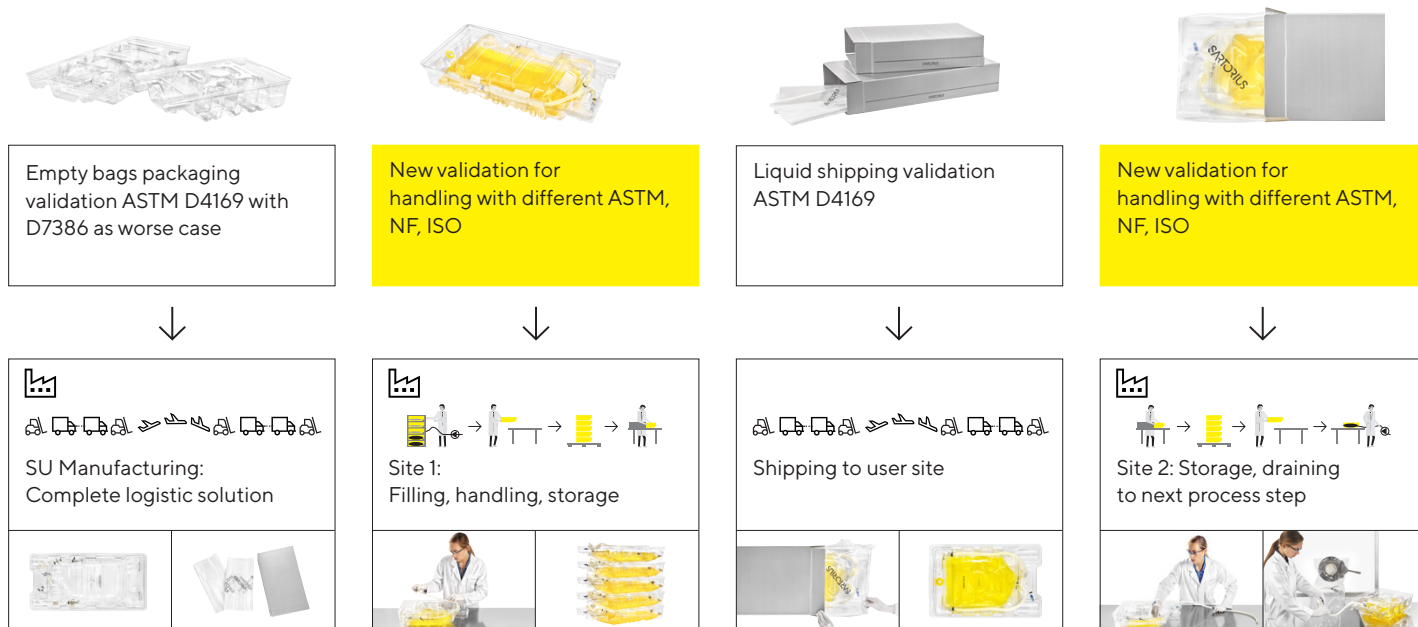 SARTORIUS
Empty bags packaging
validation ASTM D4169 with
D7386 as worse case
New validation for
handling with different ASTM,
NF, ISO
Liquid shipping validation
ASTM D4169
New validation for
handling with different ASTM,
NF, ISO
SU Manufacturing:
Complete logistic solution
Site 1:
Filling, handling, storage
Shipping to user site
Site 2: Storage, draining
to next process step
SARTORIUS